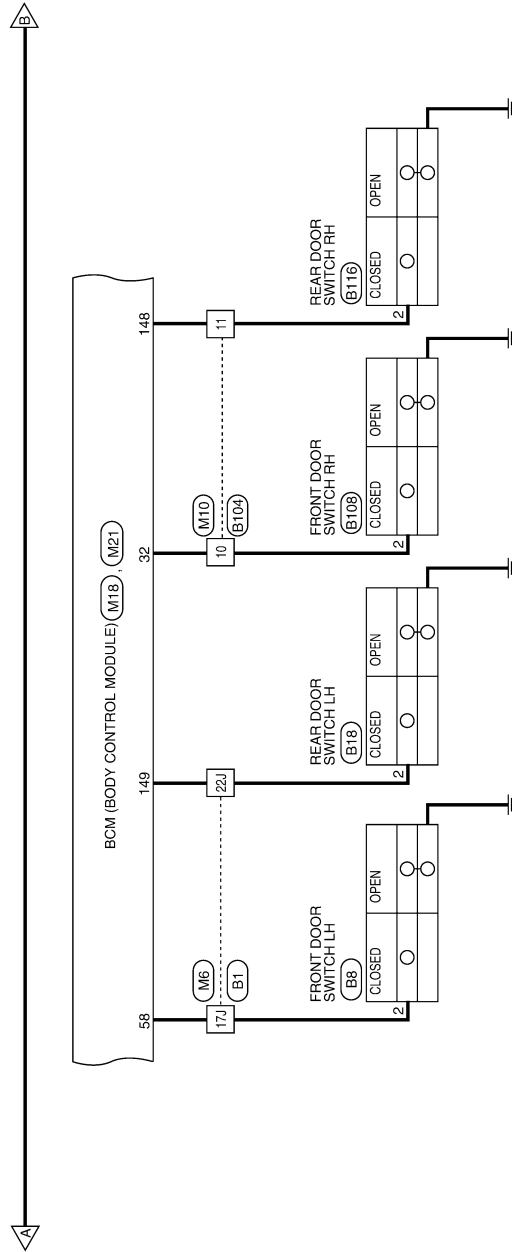 A B
BCM (BODY CONTROL MODULE) M18 , M21
58 149 32 148
M6 M10
17J 22J 10 11
B1 B104
FRONT DOOR
SWITCH LH
B8
CLOSED OPEN
2
REAR DOOR
SWITCH LH
B18
CLOSED OPEN
2
FRONT DOOR
SWITCH RH
B108
CLOSED OPEN
2
REAR DOOR
SWITCH RH
B116
CLOSED OPEN
2